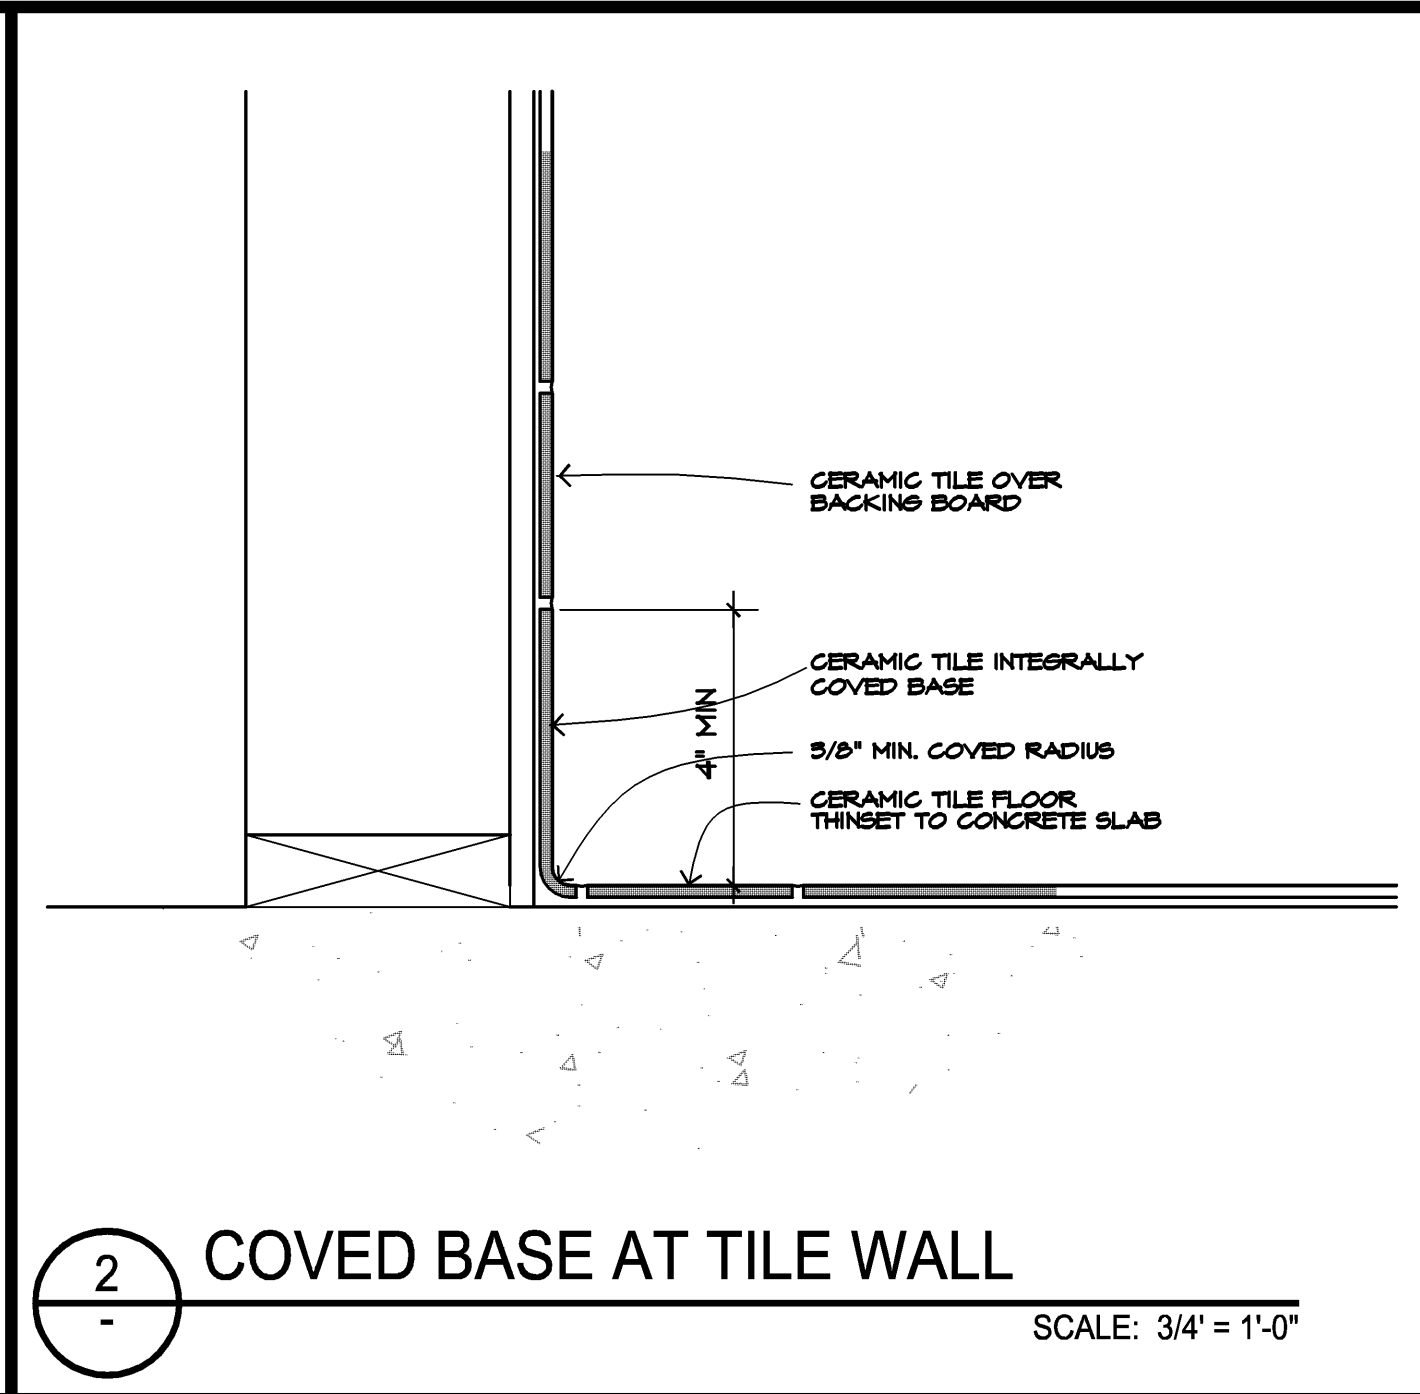 CERAMIC TILE OVER
BACKING BOARD
CERAMIC TILE INTEGRALLY
COVED BASE
4" MIN
3/8" MIN. COVED RADIUS
CERAMIC TILE FLOOR
THINSET TO CONCRETE SLAB
2
-
COVED BASE AT TILE WALL
SCALE: 3/4' = 1'-0"